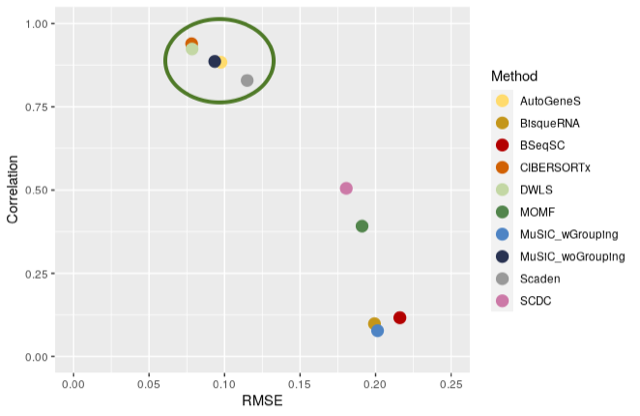 1.00
0.75
0.50
0.25
0.00
Correlation
0.00 0.05 0.10 0.15 0.20 0.25
RMSE
Method
AutoGeneS
BisqueRNA
BSeqSC
CIBERSORTx
DWLS
MOMF
MuSiC_wGrouping
MuSiC_woGrouping
Scaden
SCDC